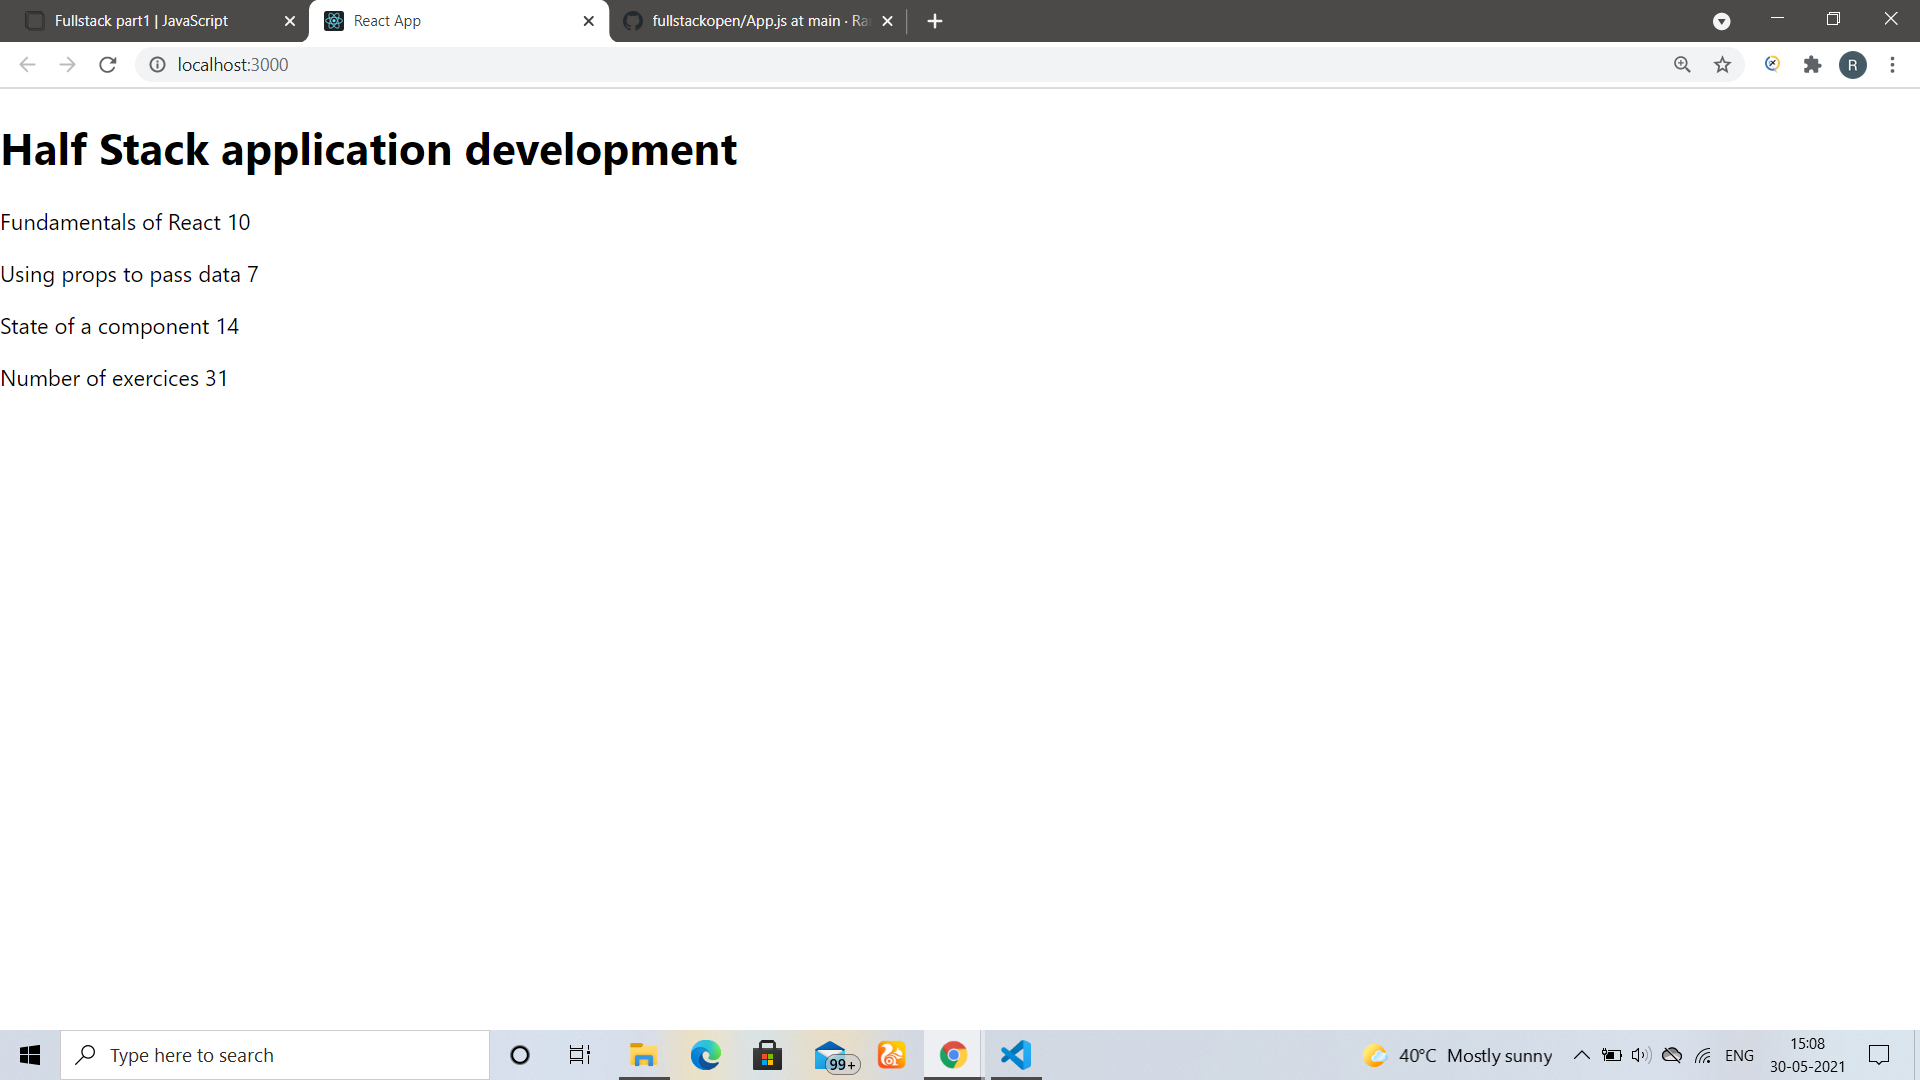 Fullstack part1 | JavaScript
React App
fullstackopen/App.js at main · Ra
localhost:3000
R
Half Stack application development
Fundamentals of React 10
Using props to pass data 7
State of a component 14
Number of exercices 31
Type here to search
99+
40°C Mostly sunny
ENG
15:08
30-05-2021